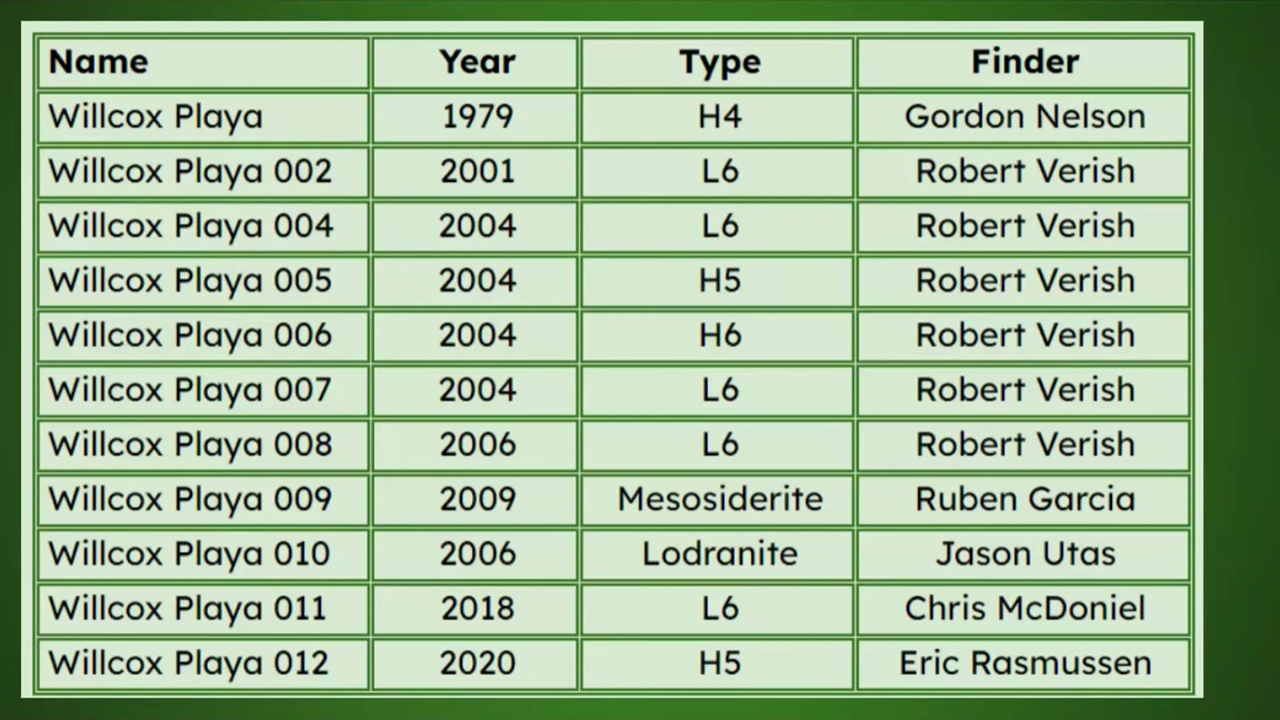 Name Year Type Finder
Willcox Playa 1979 H4 Gordon Nelson
Willcox Playa 002 2001 L6 Robert Verish
Willcox Playa 004 2004 L6 Robert Verish
Willcox Playa 005 2004 H5 Robert Verish
Willcox Playa 006 2004 H6 Robert Verish
Willcox Playa 007 2004 L6 Robert Verish
Willcox Playa 008 2006 L6 Robert Verish
Willcox Playa 009 2009 Mesosiderite Ruben Garcia
Willcox Playa 010 2006 Lodranite Jason Utas
Willcox Playa 011 2018 L6 Chris McDoniel
Willcox Playa 012 2020 H5 Eric Rasmussen